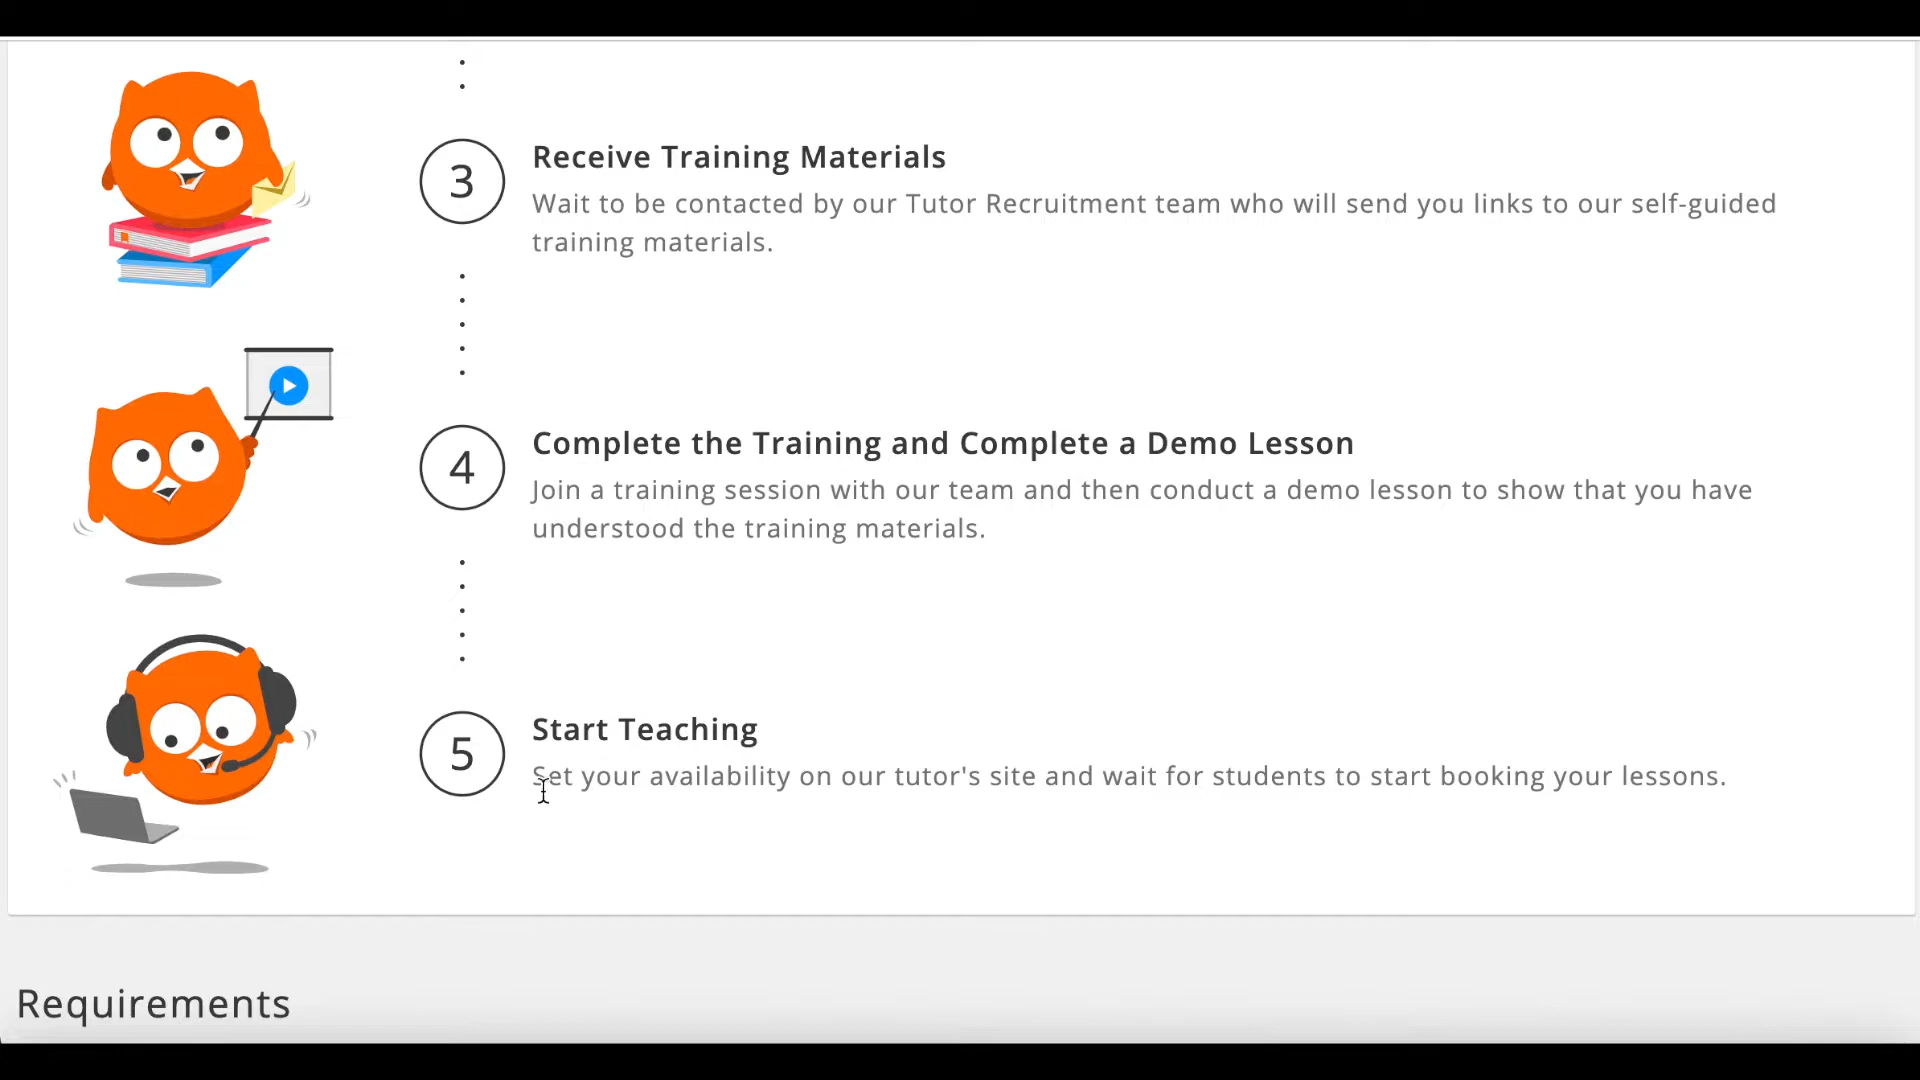 3
Receive Training Materials
Wait to be contacted by our Tutor Recruitment team who will send you links to our self-guided
training materials.
4
Complete the Training and Complete a Demo Lesson
Join a training session with our team and then conduct a demo lesson to show that you have
understood the training materials.
5
Start Teaching
Set your availability on our tutor's site and wait for students to start booking your lessons.
Requirements